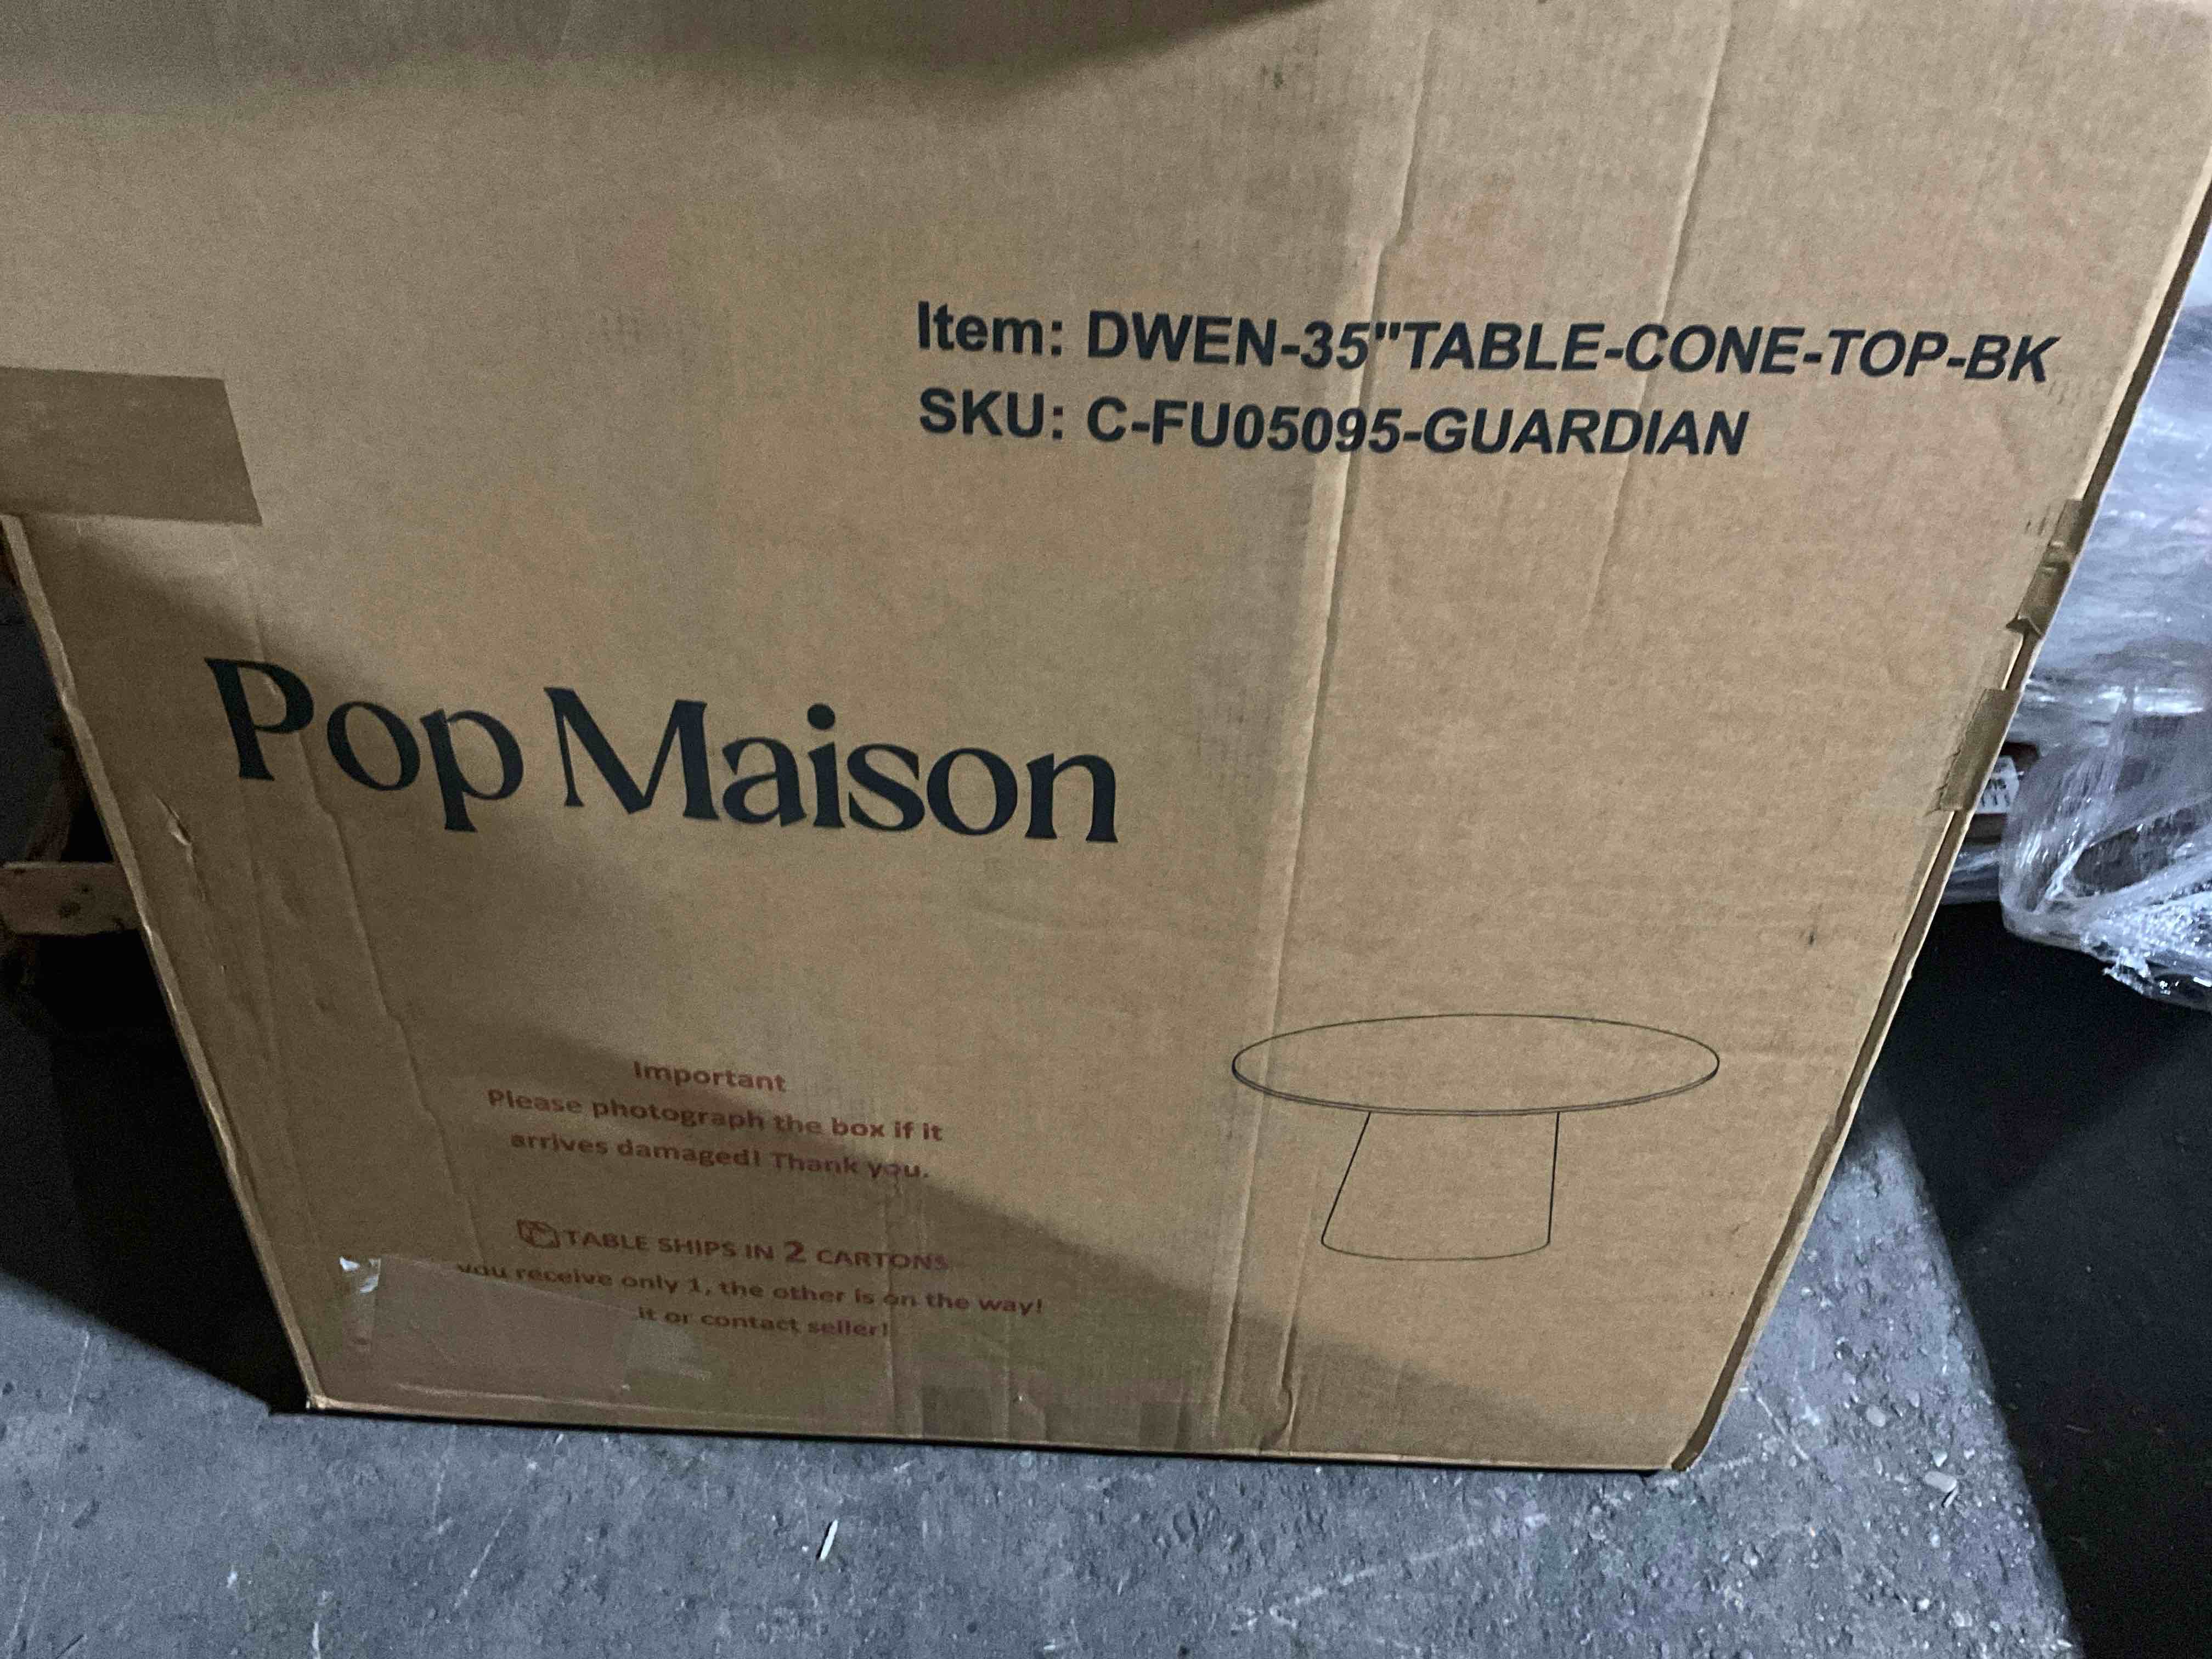 Item: DWEN-35"TABLE-CONE-TOP-BK
SKU: C-FU05095-GUARDIAN
Pop Maison
Important
Please photograph the box if it
arrives damaged! Thank you.
TABLE SHIPS IN 2 CARTONS
you receive only 1, the other is on the way!
it or contact seller!